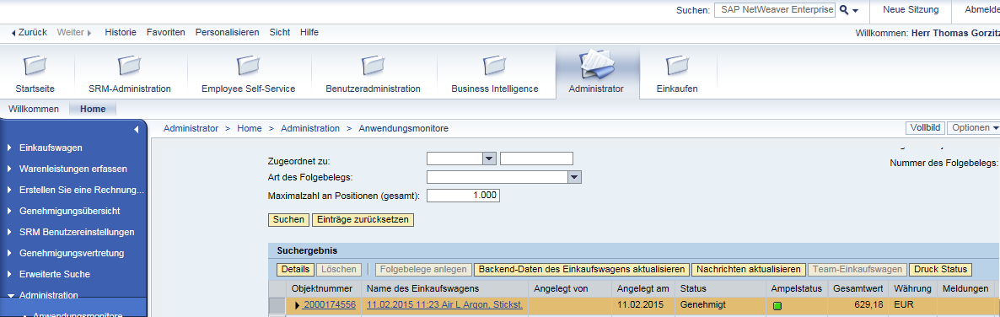 Suchen: SAP NetWeaver Enterprise Neue Sitzung
Zurück Weiter Historie Favoriten Personalisieren Sicht Hilfe Willkommen: Herr Thomas
Startseite SRM-Administration Employee Self-Service Benutzeradministration Business Intelligence Administrator Einkaufen
Willkommen Home
Administrator > Home > Administration > Anwendungsmonitore Vollbild Optionen
Einkaufswagen
Warenleistungen erfassen
Erstellen Sie eine Rechnung...
Genehmigungsübersicht
SRM Benutzereinstellungen
Genehmigungsvertretung
Erweiterte Suche
Administration
Anwendungsmonitore
Zugeordnet zu: Nummer des Folgebelegs:
Art des Folgebelegs:
Maximalzahl an Positionen (gesamt): 1.000
Suchen Einträge zurücksetzen
Suchergebnis
Details Löschen Folgebelege anlegen Backend-Daten des Einkaufswagens aktualisieren Nachrichten aktualisieren Team-Einkaufswagen Druck Status
Objektnummer Name des Einkaufswagens Angelegt von Angelegt am Status Ampelstatus Gesamtwert Währung Meldungen
2000174556 11.02.2015 11:23 Air L Argon, Stickst. 11.02.2015 Genehmigt 629,18 EUR